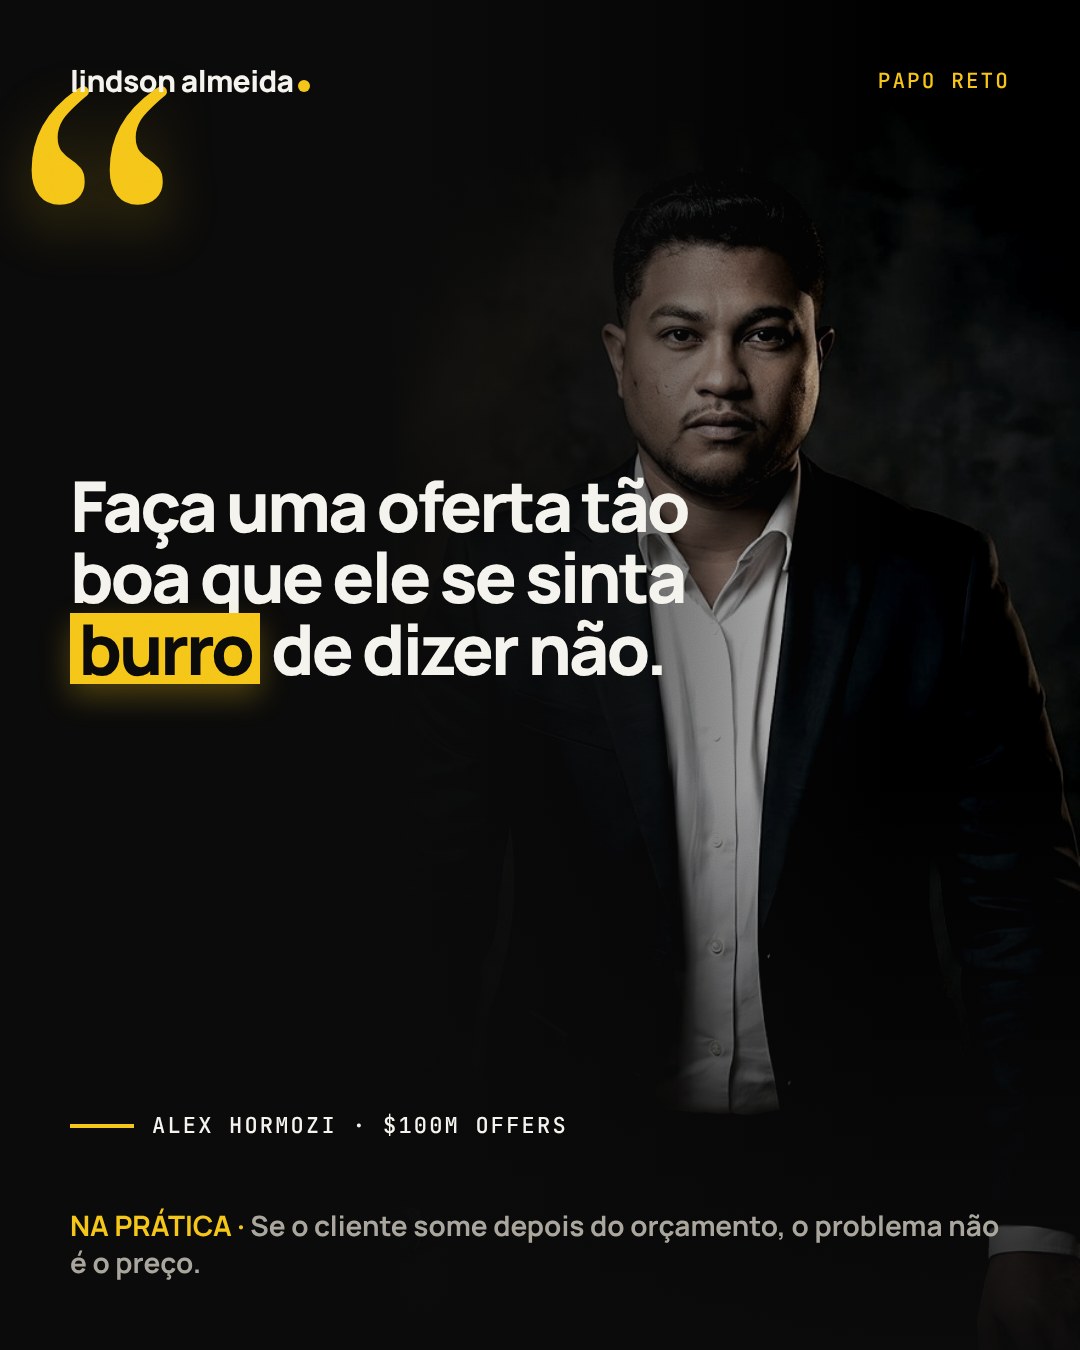 lindson almeida.
PAPO RETO
“
Faça uma oferta tão
boa que ele se sinta
burro de dizer não.
ALEX HORMOZI · $100M OFFERS
NA PRÁTICA · Se o cliente some depois do orçamento, o problema não
é o preço.